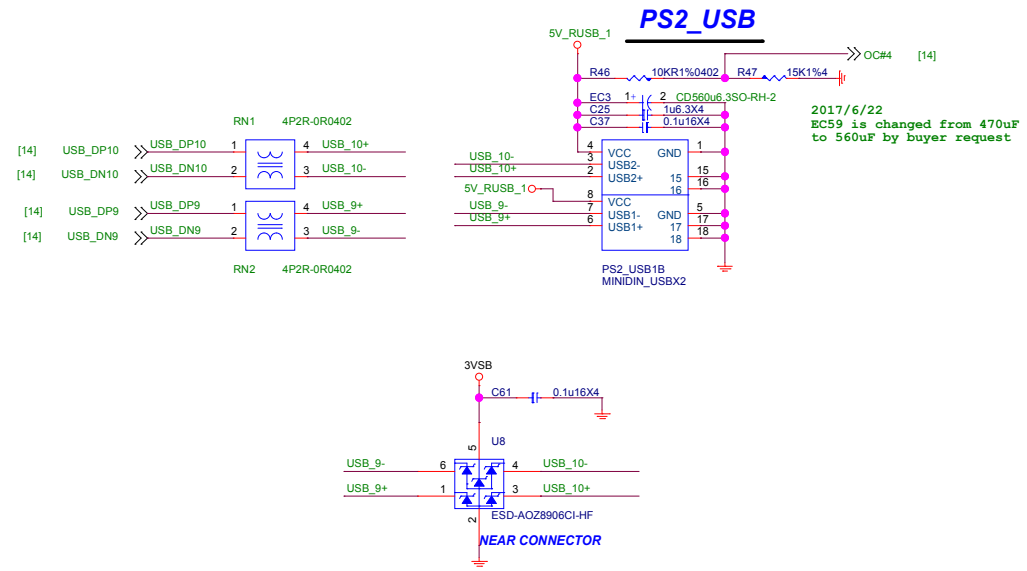 PS2_USB
5V_RUSB_1
OC#4 [14]
R46 10KR1%0402 R47 15K1%4
EC3 1 + 2 CD560u6.3SO-RH-2
C25 1u6.3X4
C37 0.1u16X4
2017/6/22
EC59 is changed from 470uF
to 560uF by buyer request
RN1 4P2R-0R0402
[14] USB_DP10 USB_DP10 1 4 USB_10+
[14] USB_DN10 USB_DN10 2 3 USB_10-
[14] USB_DP9 USB_DP9 1 4 USB_9+
[14] USB_DN9 USB_DN9 2 3 USB_9-
RN2 4P2R-0R0402
4 VCC GND 1
USB_10- 3 USB2-
USB_10+ 2 USB2+ 15 15
16 16
5V_RUSB_1 8 VCC
USB_9- 7 USB1- GND 5
USB_9+ 6 USB1+ 17 17
18 18
PS2_USB1B
MINIDIN_USBX2
3VSB
C61 0.1u16X4
U8
5
USB_9- 6 4 USB_10-
USB_9+ 1 3 USB_10+
2
ESD-AOZ8906CI-HF
NEAR CONNECTOR